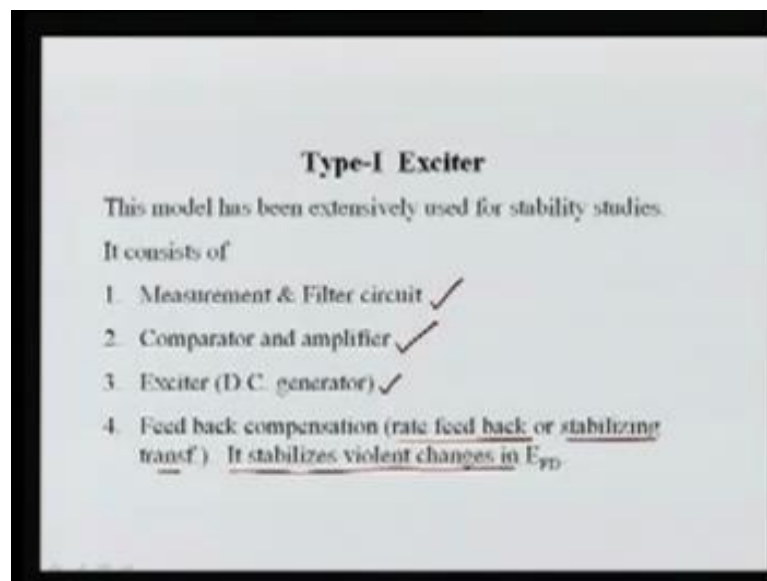 Type-I Exciter
This model has been extensively used for stability studies.
It consists of
1. Measurement & Filter circuit
2. Comparator and amplifier
3. Exciter (D.C. generator)
4. Feed back compensation (rate feed back or stabilizing
transf.) It stabilizes violent changes in E_FD